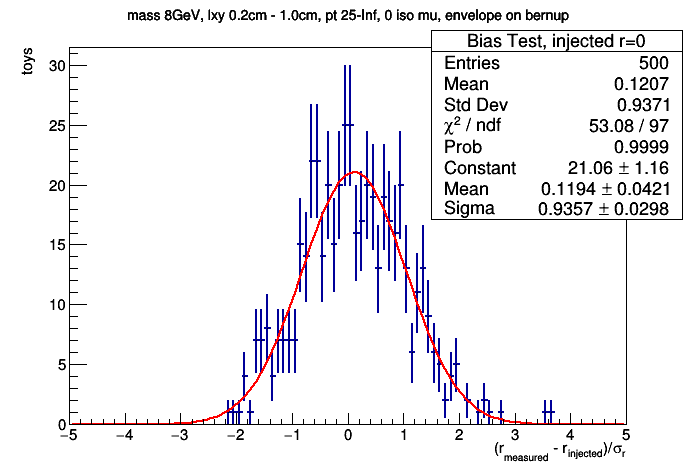 mass 8GeV, lxy 0.2cm - 1.0cm, pt 25-Inf, 0 iso mu, envelope on bernup
Bias Test, injected r=0
Entries 500
Mean 0.1207
Std Dev 0.9371
χ² / ndf 53.08 / 97
Prob 0.9999
Constant 21.06 ± 1.16
Mean 0.1194 ± 0.0421
Sigma 0.9357 ± 0.0298
toys
30
25
20
15
10
5
0
−5 −4 −3 −2 −1 0 1 2 3 4 5
(r_measured - r_injected)/σ_r